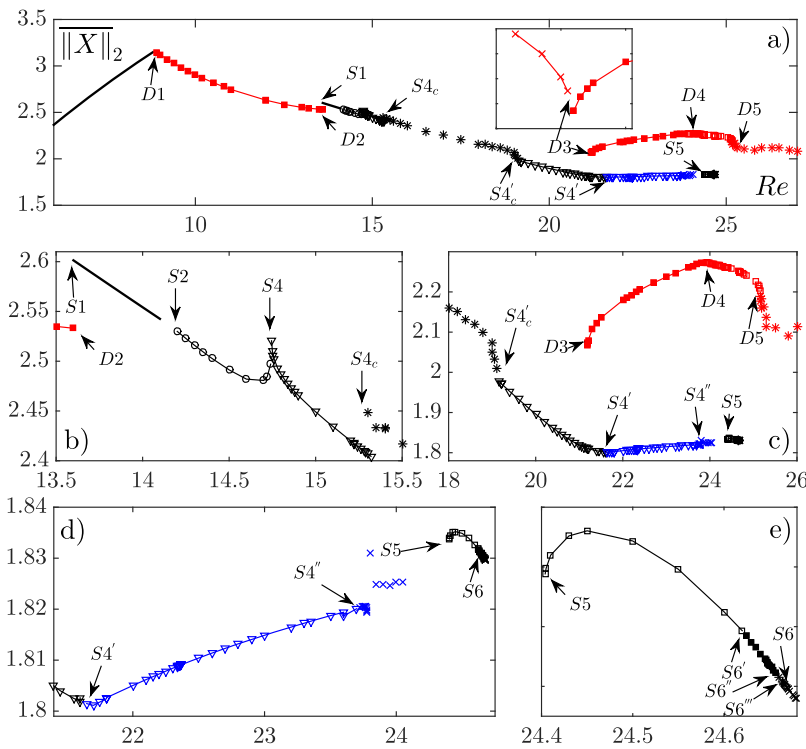 3.5
‖X‖₂
a)
3
S1
S4c
2.5
D1
D2
D3
D4
D5
S5
2
S4'c
S4'
Re
1.5
10
15
20
25
2.6
S1
S2
S4
2.55
D2
2.5
S4c
2.45
b)
2.4
13.5
14
14.5
15
15.5
2.2
S4'c
D4
2.1
D3
D5
2
S4'
S4''
S5
1.9
c)
1.8
18
20
22
24
26
1.84
d)
S5
1.83
S6
S4''
1.82
1.81
S4'
1.8
22
23
24
e)
S5
S6
S6'
S6''
S6'''
24.4
24.5
24.6